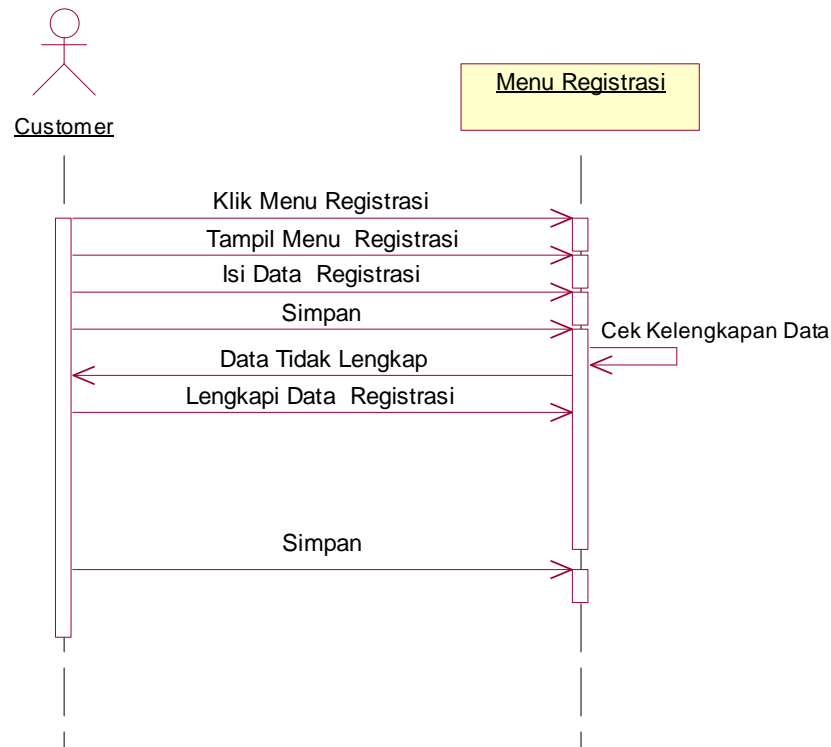 Customer
Menu Registrasi
Klik Menu Registrasi
Tampil Menu  Registrasi
Isi Data  Registrasi
Simpan
Cek Kelengkapan Data
Data Tidak Lengkap
Lengkapi Data  Registrasi
Simpan